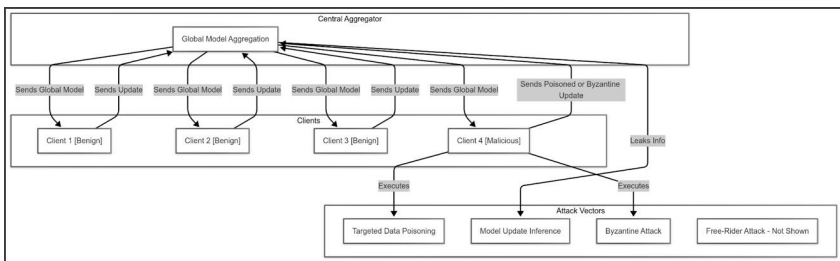 Central Aggregator
Global Model Aggregation
Sends Global Model
Sends Update
Sends Global Model
Sends Update
Sends Global Model
Sends Update
Sends Global Model
Sends Poisoned or Byzantine
Update
Clients
Client 1 [Benign]
Client 2 [Benign]
Client 3 [Benign]
Client 4 [Malicious]
Leaks Info
Executes
Executes
Attack Vectors
Targeted Data Poisoning
Model Update Inference
Byzantine Attack
Free-Rider Attack - Not Shown